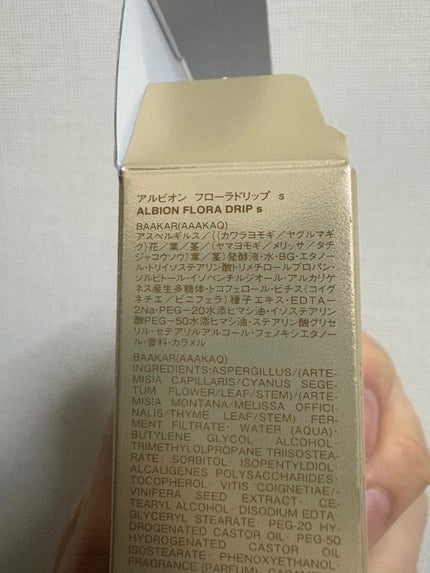 アルビオン フローラドリップ s
ALBION FLORA DRIP s
BAAKAR(AAAKAQ)
アスペルギルス/((カワラヨモギ/ヤグルマギ
ク)花/葉/茎/(ヤマヨモギ/メリッサ/タチ
ジャコウソウ)葉/茎)発酵液・水・BG・エタノー
ル・トリイソステアリン酸トリメチロールプロパン・
ソルビトール・イソペンチルジオール・アルカリゲ
ネス産生多糖体・トコフェロール・ビチス(コイグ
ネチエ/ビニフェラ)種子エキス・EDTA-
2Na・PEG-20水添ヒマシ油・イソステアリン
酸PEG-50水添ヒマシ油・ステアリン酸グリセ
リル・セテアリルアルコール・フェノキシエタノー
ル・香料・カラメル
BAAKAR(AAAKAQ)
INGREDIENTS:ASPERGILLUS/(ARTE-
MISIA CAPILLARIS/CYANUS SEGE-
TUM FLOWER/LEAF/STEM)/(ARTE-
MISIA MONTANA/MELISSA OFFICI-
NALIS/THYME LEAF/STEM) FER-
MENT FILTRATE· WATER (AQUA)·
BUTYLENE GLYCOL· ALCOHOL·
TRIMETHYLOLPROPANE TRIISOSTEA-
RATE· SORBITOL· ISOPENTYLDIOL·
ALCALIGENES POLYSACCHARIDES·
TOCOPHEROL· VITIS COIGNETIAE/·
VINIFERA SEED EXTRACT· CE-
TEARYL ALCOHOL· DISODIUM EDTA·
GLYCERYL STEARATE· PEG-20 HY-
DROGENATED CASTOR OIL· PEG-50
HYDROGENATED CASTOR OIL
ISOSTEARATE· PHENOXYETHANOL·
FRAGRANCE (PARFUM)·